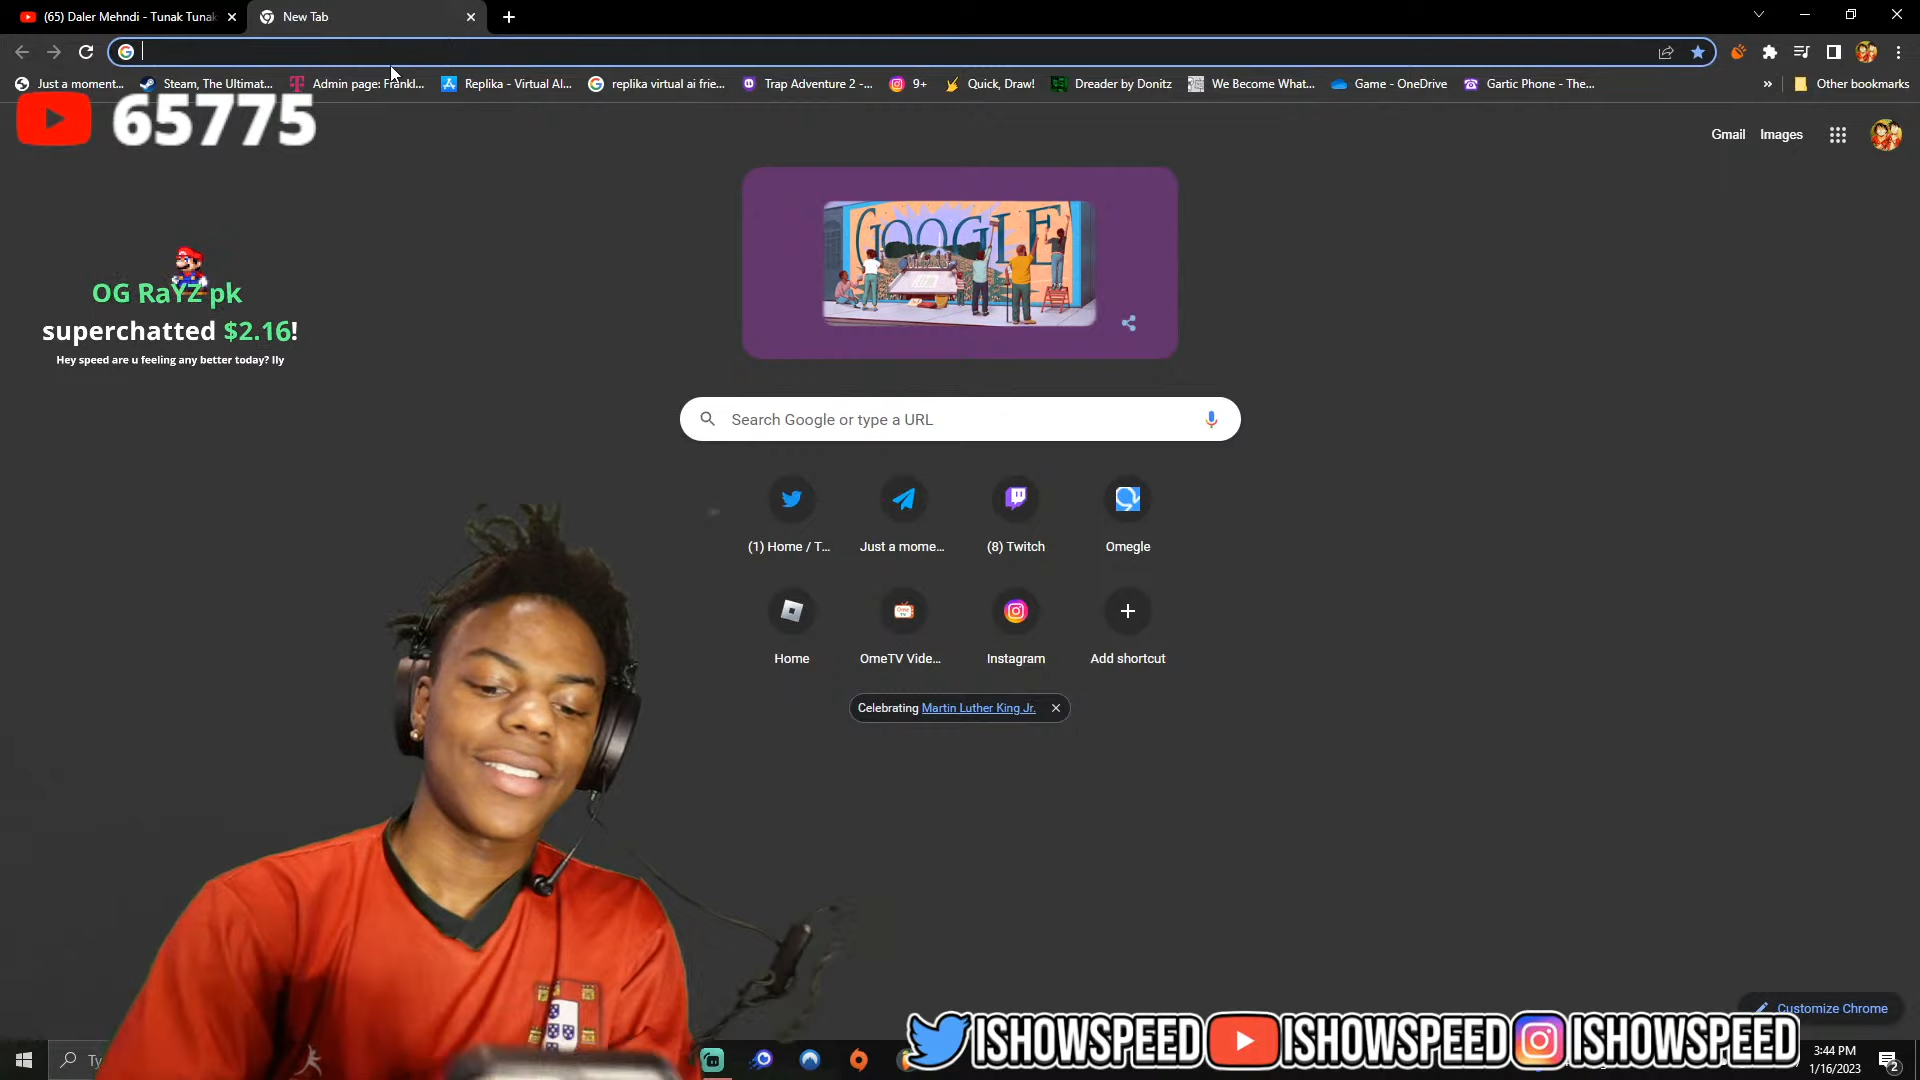 (65) Daler Mehndi - Tunak Tunak
New Tab
Just a moment...
Steam, The Ultimat...
Admin page: Frankl...
Replika - Virtual AI...
replika virtual ai frie...
Trap Adventure 2 -...
9+
Quick, Draw!
Dreader by Donitz
We Become What...
Game - OneDrive
Gartic Phone - The...
»
Other bookmarks
65775
Gmail
Images
GOOGLE
OG RaYZ pk
superchatted $2.16!
Hey speed are u feeling any better today? Ily
Search Google or type a URL
(1) Home / T...
Just a mome...
(8) Twitch
Omegle
Home
OmeTV Vide...
Instagram
Add shortcut
Celebrating Martin Luther King Jr.
Customize Chrome
Ty
ISHOWSPEED
ISHOWSPEED
ISHOWSPEED
3:44 PM
1/16/2023
2